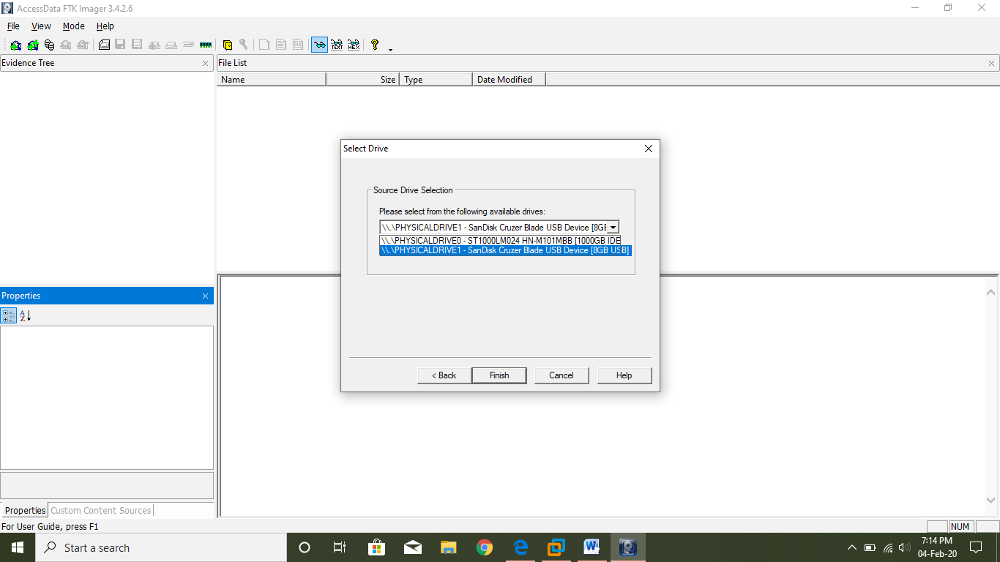 AccessData FTK Imager 3.4.2.6
File View Mode Help
TEXT HEX ?
Evidence Tree
File List
Name Size Type Date Modified
Select Drive
Source Drive Selection
Please select from the following available drives:
\\.\PHYSICALDRIVE1 - SanDisk Cruzer Blade USB Device [8GB
\\.\PHYSICALDRIVE0 - ST1000LM024 HN-M101MBB [1000GB IDE
\\.\PHYSICALDRIVE1 - SanDisk Cruzer Blade USB Device [8GB USB]
Properties
AZ
< Back Finish Cancel Help
Properties Custom Content Sources
For User Guide, press F1
NUM
Start a search
7:14 PM
04-Feb-20